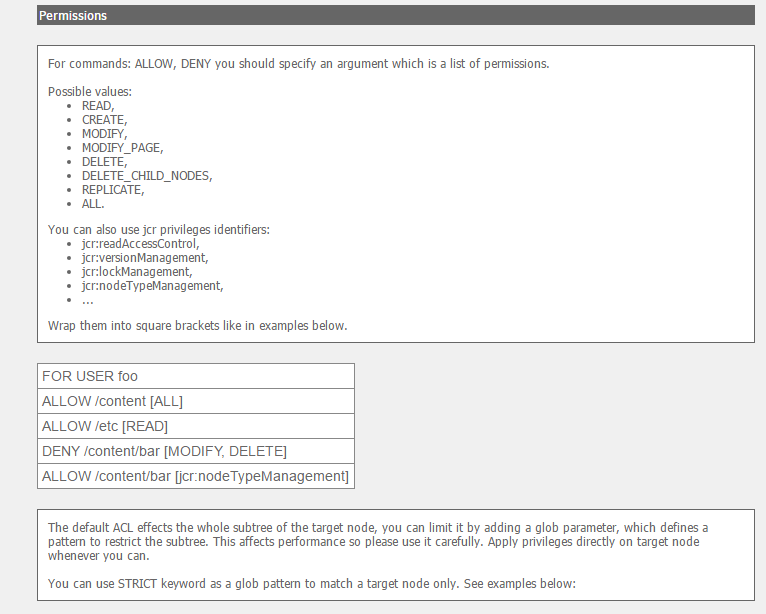 Permissions
For commands: ALLOW, DENY you should specify an argument which is a list of permissions.
Possible values:
• READ,
• CREATE,
• MODIFY,
• MODIFY_PAGE,
• DELETE,
• DELETE_CHILD_NODES,
• REPLICATE,
• ALL.
You can also use jcr privileges identifiers:
• jcr:readAccessControl,
• jcr:versionManagement,
• jcr:lockManagement,
• jcr:nodeTypeManagement,
• ...
Wrap them into square brackets like in examples below.
FOR USER foo
ALLOW /content [ALL]
ALLOW /etc [READ]
DENY /content/bar [MODIFY, DELETE]
ALLOW /content/bar [jcr:nodeTypeManagement]
The default ACL effects the whole subtree of the target node, you can limit it by adding a glob parameter, which defines a
pattern to restrict the subtree. This affects performance so please use it carefully. Apply privileges directly on target node
whenever you can.
You can use STRICT keyword as a glob pattern to match a target node only. See examples below: